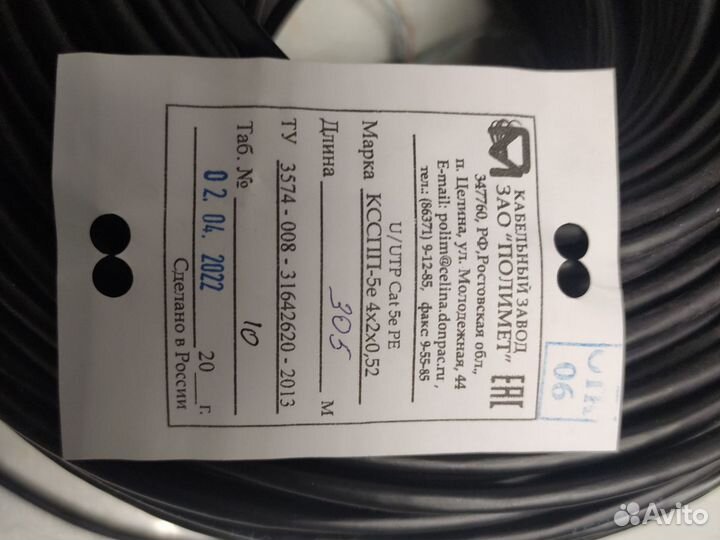 КАБЕЛЬНЫЙ ЗАВОД
ЗАО "ПОЛИМЕТ"
EAC
347760, РФ, Ростовская обл.,
п. Целина, ул. Молодежная, 44
E-mail: polim@celina.donpac.ru,
тел.: (86371) 9-12-85, факс 9-55-85
U/UTP Cat 5e PE
Марка КССПП-5е 4х2х0,52
Длина 305 м
ТУ 3574 - 008 - 31642620 - 2013
Таб. № 10
02.04.2022 20 г.
Сделано в России
06
Avito